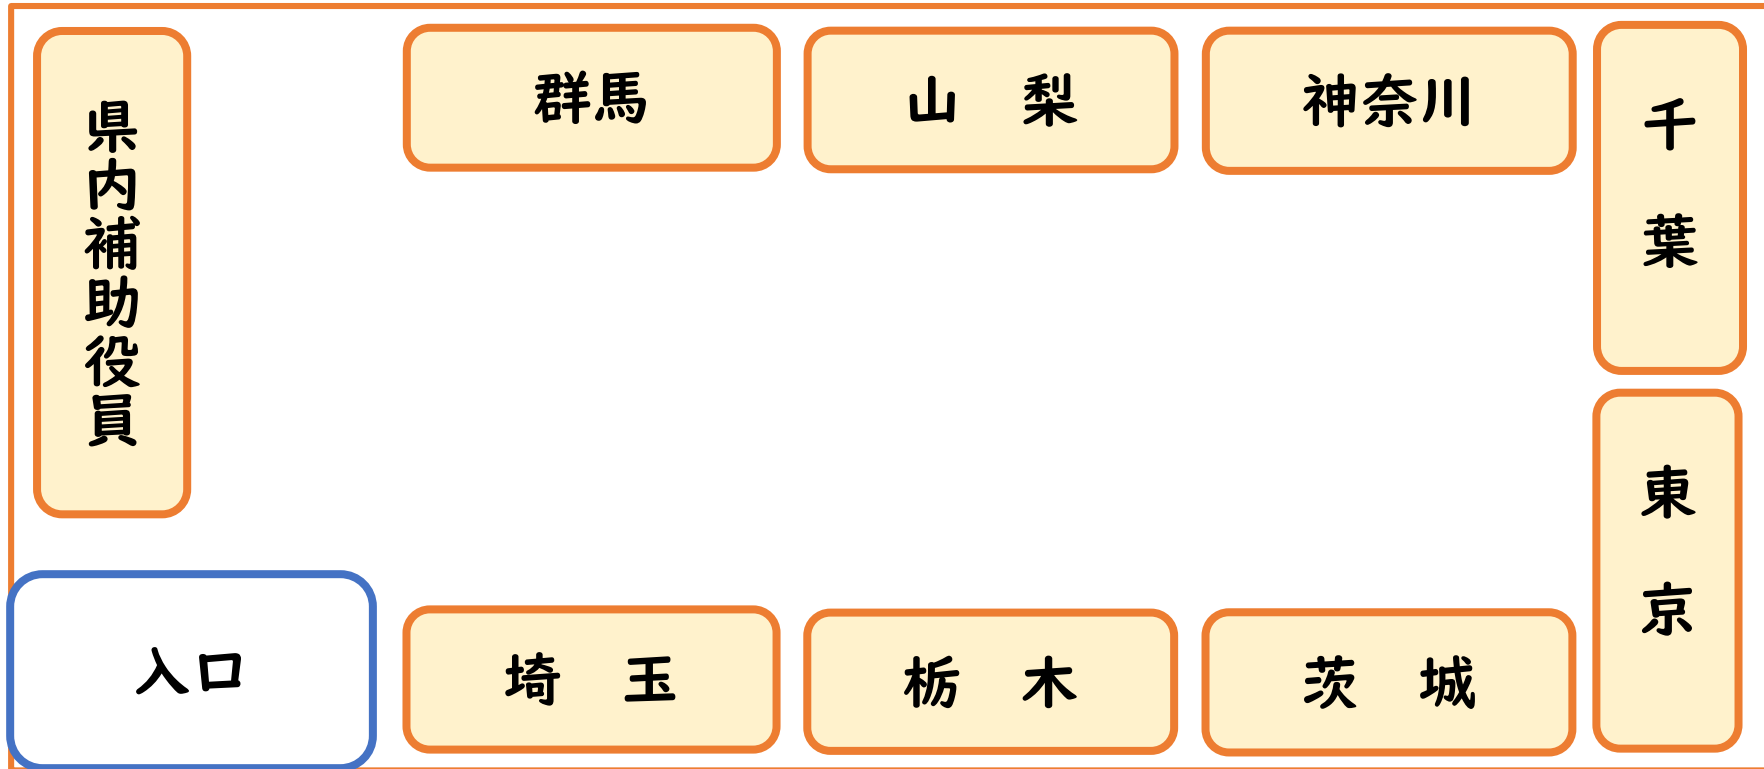 県内補助役員
群馬
山　梨
神奈川
千　葉
東　京
入口
埼　玉
栃　木
茨　城